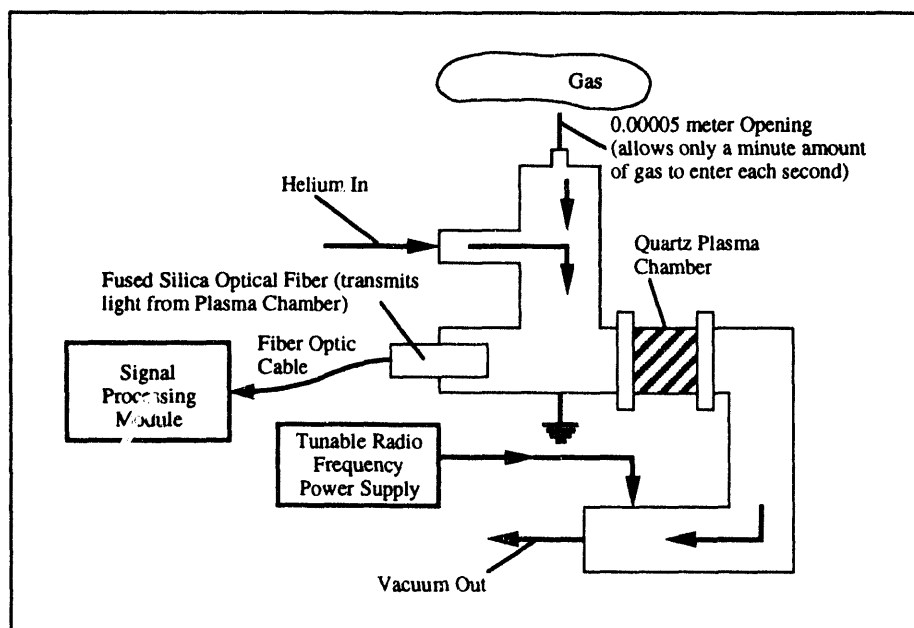 Gas
0.00005 meter Opening
(allows only a minute amount
of gas to enter each second)
Helium In
Quartz Plasma
Chamber
Fused Silica Optical Fiber (transmits
light from Plasma Chamber)
Fiber Optic
Cable
Signal
Processing
Module
Tunable Radio
Frequency
Power Supply
Vacuum Out